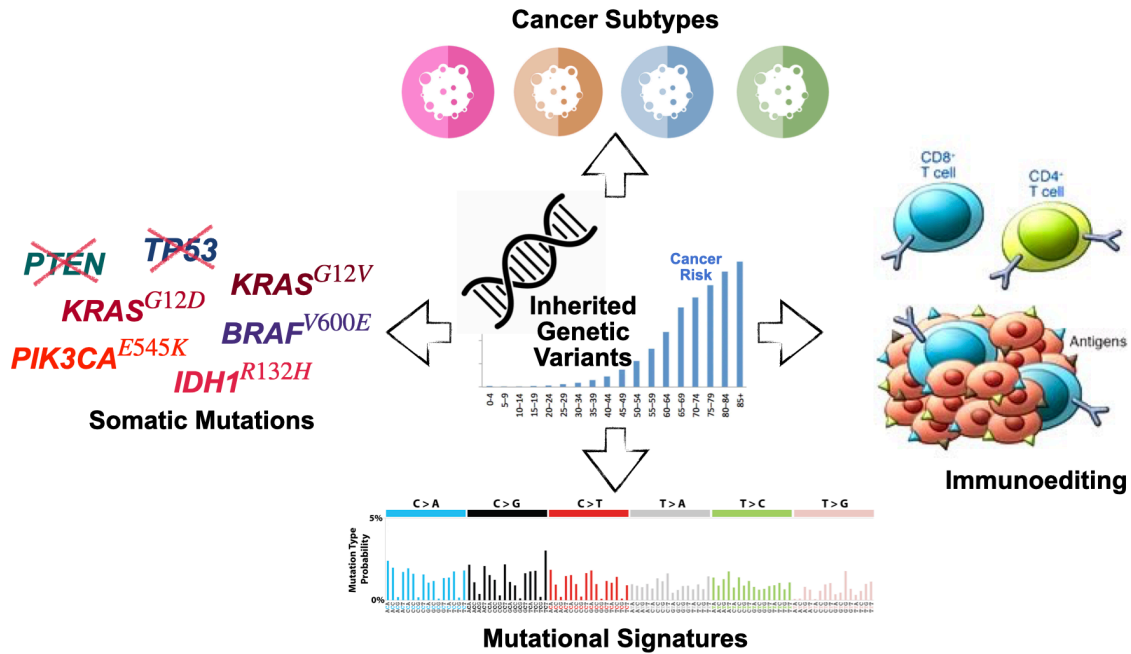 Cancer Subtypes
CD8+
T cell
CD4+
T cell
PTEN
TP53
KRAS^G12V
KRAS^G12D
BRAF^V600E
PIK3CA^E545K
IDH1^R132H
Somatic Mutations
Cancer
Risk
Inherited
Genetic
Variants
0-4
5-9
10-14
15-19
20-24
25-29
30-34
35-39
40-44
45-49
50-54
55-59
60-64
65-69
70-74
75-79
80-84
85+
Antigens
Immunoediting
C > A
C > G
C > T
T > A
T > C
T > G
5%
Mutation Type
Probability
0%
Mutational Signatures